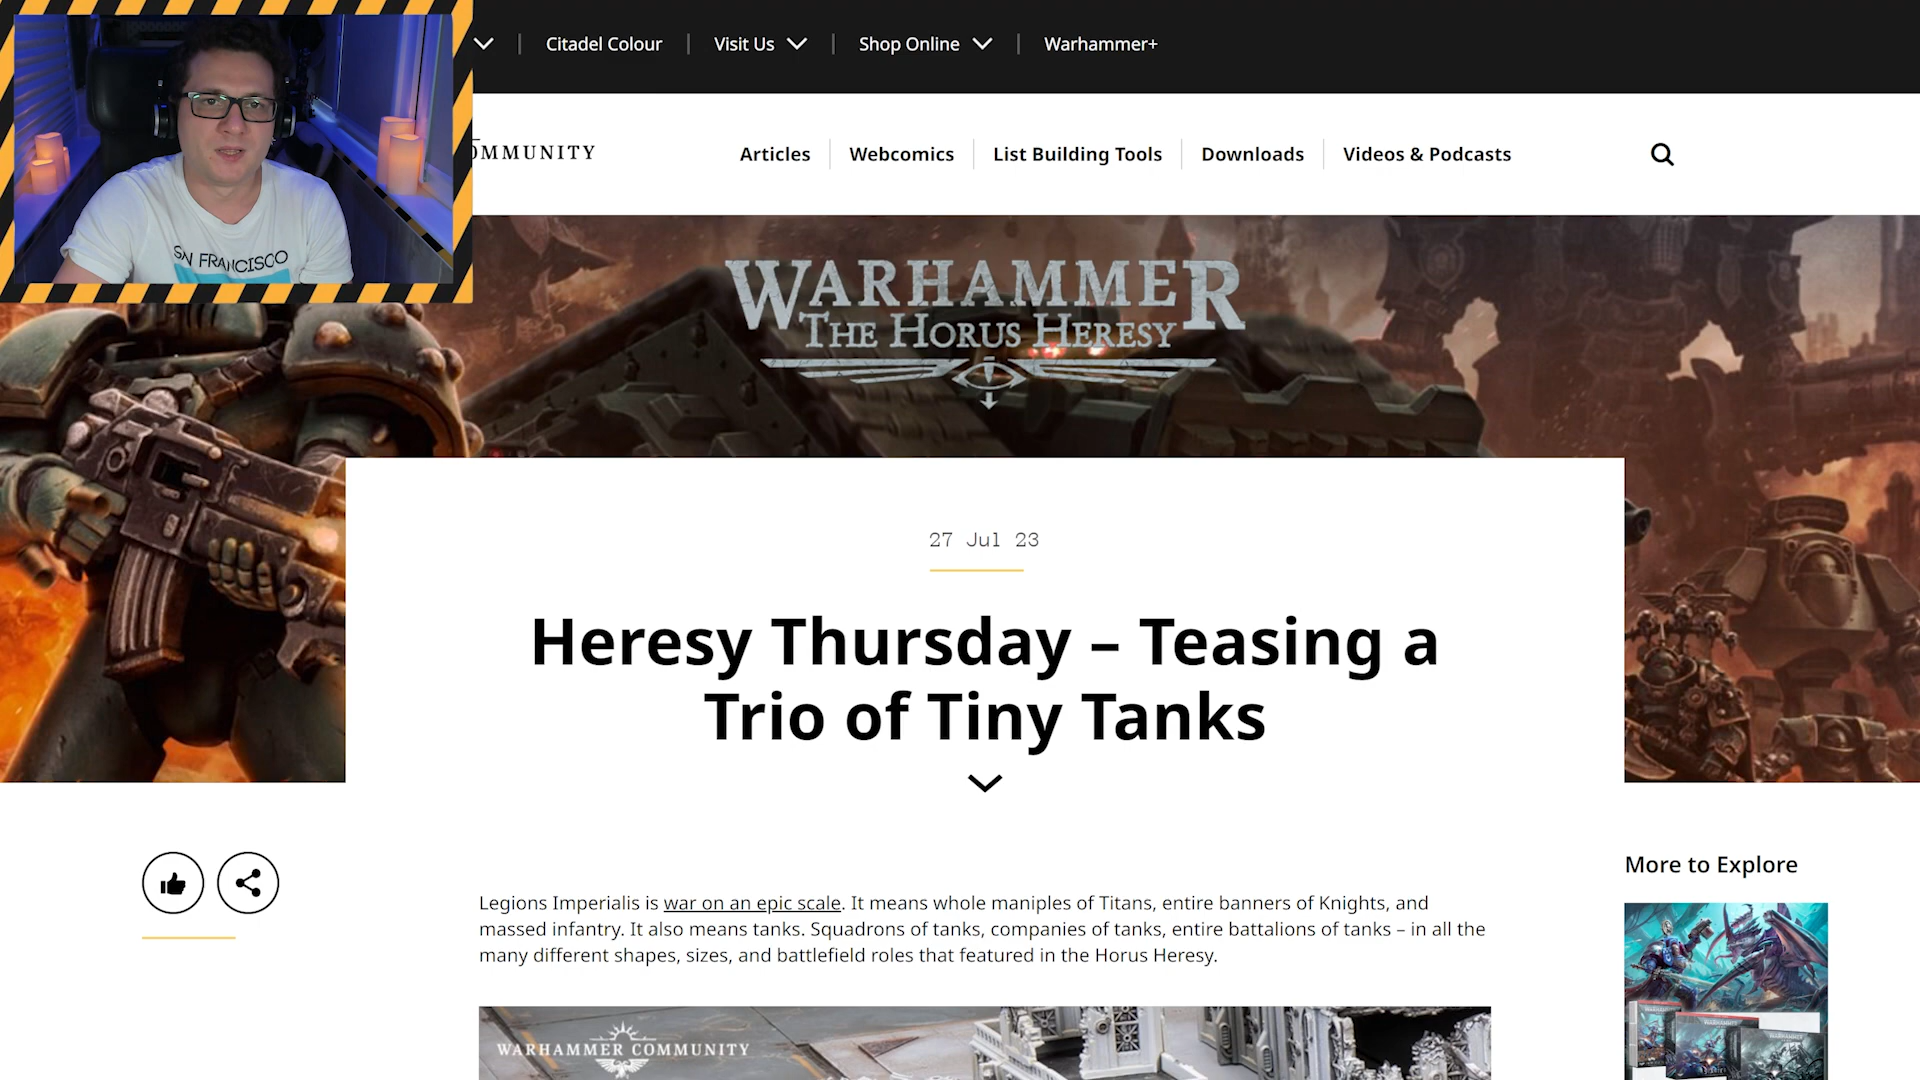 Citadel Colour
Visit Us
Shop Online
Warhammer+
OMMUNITY
Articles
Webcomics
List Building Tools
Downloads
Videos & Podcasts
SAN FRANCISCO
WARHAMMER
THE HORUS HERESY
27 Jul 23
Heresy Thursday – Teasing a
Trio of Tiny Tanks
More to Explore
Legions Imperialis is war on an epic scale. It means whole maniples of Titans, entire banners of Knights, and
massed infantry. It also means tanks. Squadrons of tanks, companies of tanks, entire battalions of tanks – in all the
many different shapes, sizes, and battlefield roles that featured in the Horus Heresy.
WARHAMMER COMMUNITY